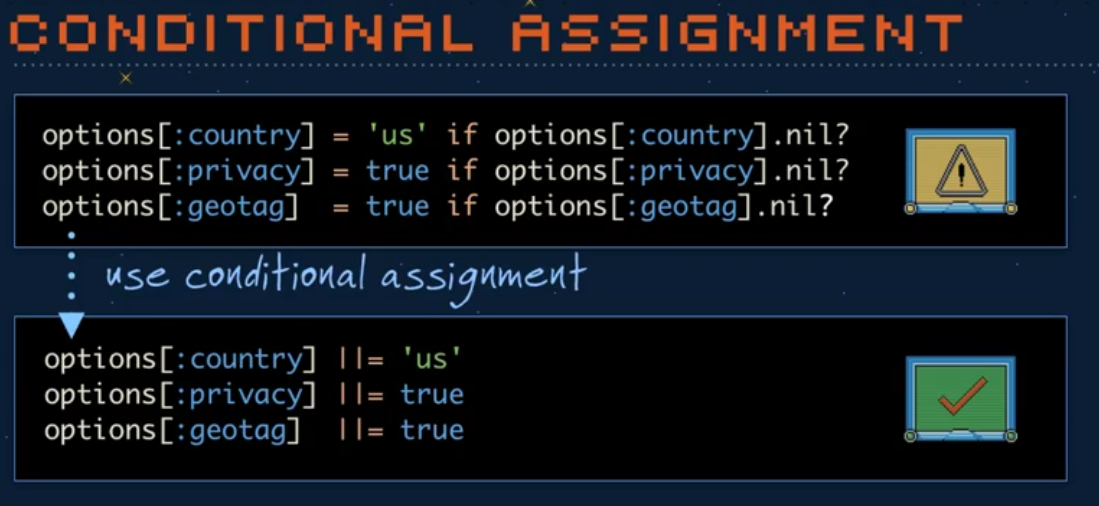 CONDITIONAL ASSIGNMENT
options[:country] = 'us' if options[:country].nil?
options[:privacy] = true if options[:privacy].nil?
options[:geotag]  = true if options[:geotag].nil?
use conditional assignment
options[:country] ||= 'us'
options[:privacy] ||= true
options[:geotag]  ||= true